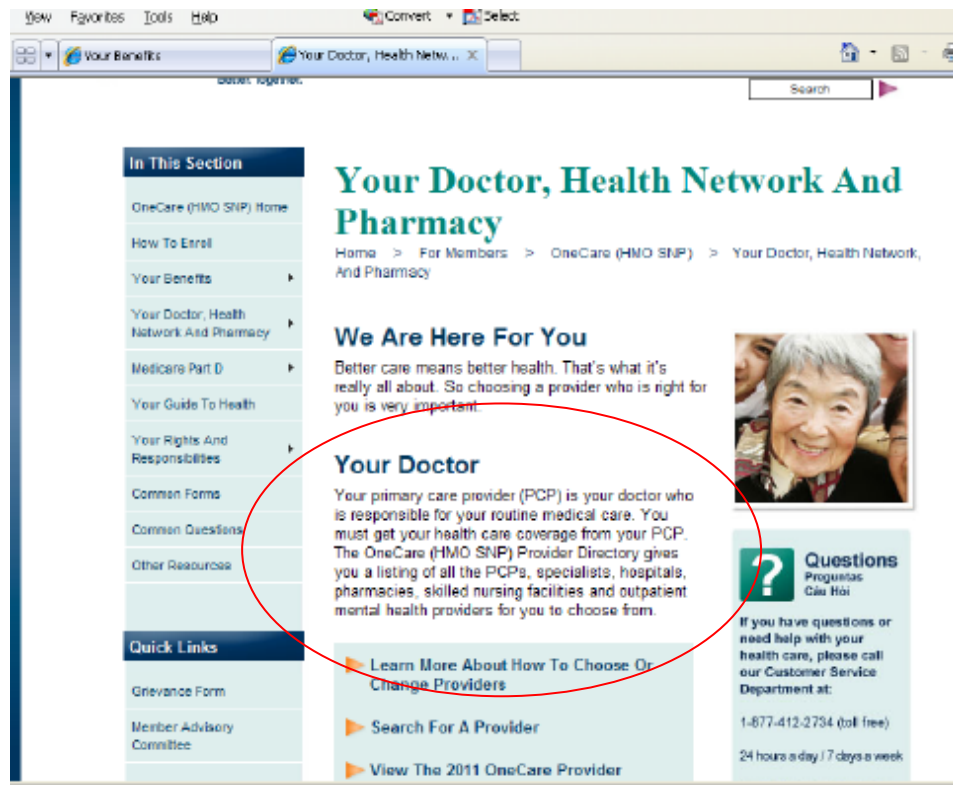 View Favorites Tools Help Convert Select
Your Benefits Your Doctor, Health Netw... X
Better. Together.
Search
In This Section
OneCare (HMO SNP) Home
How To Enroll
Your Benefits
Your Doctor, Health
Network And Pharmacy
Medicare Part D
Your Guide To Health
Your Rights And
Responsibilities
Common Forms
Common Questions
Other Resources
Quick Links
Grievance Form
Member Advisory
Committee
Your Doctor, Health Network And
Pharmacy
Home > For Members > OneCare (HMO SNP) > Your Doctor, Health Network,
And Pharmacy
We Are Here For You
Better care means better health. That's what it's
really all about. So choosing a provider who is right for
you is very important.
Your Doctor
Your primary care provider (PCP) is your doctor who
is responsible for your routine medical care. You
must get your health care coverage from your PCP.
The OneCare (HMO SNP) Provider Directory gives
you a listing of all the PCPs, specialists, hospitals,
pharmacies, skilled nursing facilities and outpatient
mental health providers for you to choose from.
Learn More About How To Choose Or
Change Providers
Search For A Provider
View The 2011 OneCare Provider
?
Questions
Preguntas
Câu Hỏi
If you have questions or
need help with your
health care, please call
our Customer Service
Department at:
1-877-412-2734 (toll free)
24 hours a day / 7 days a week